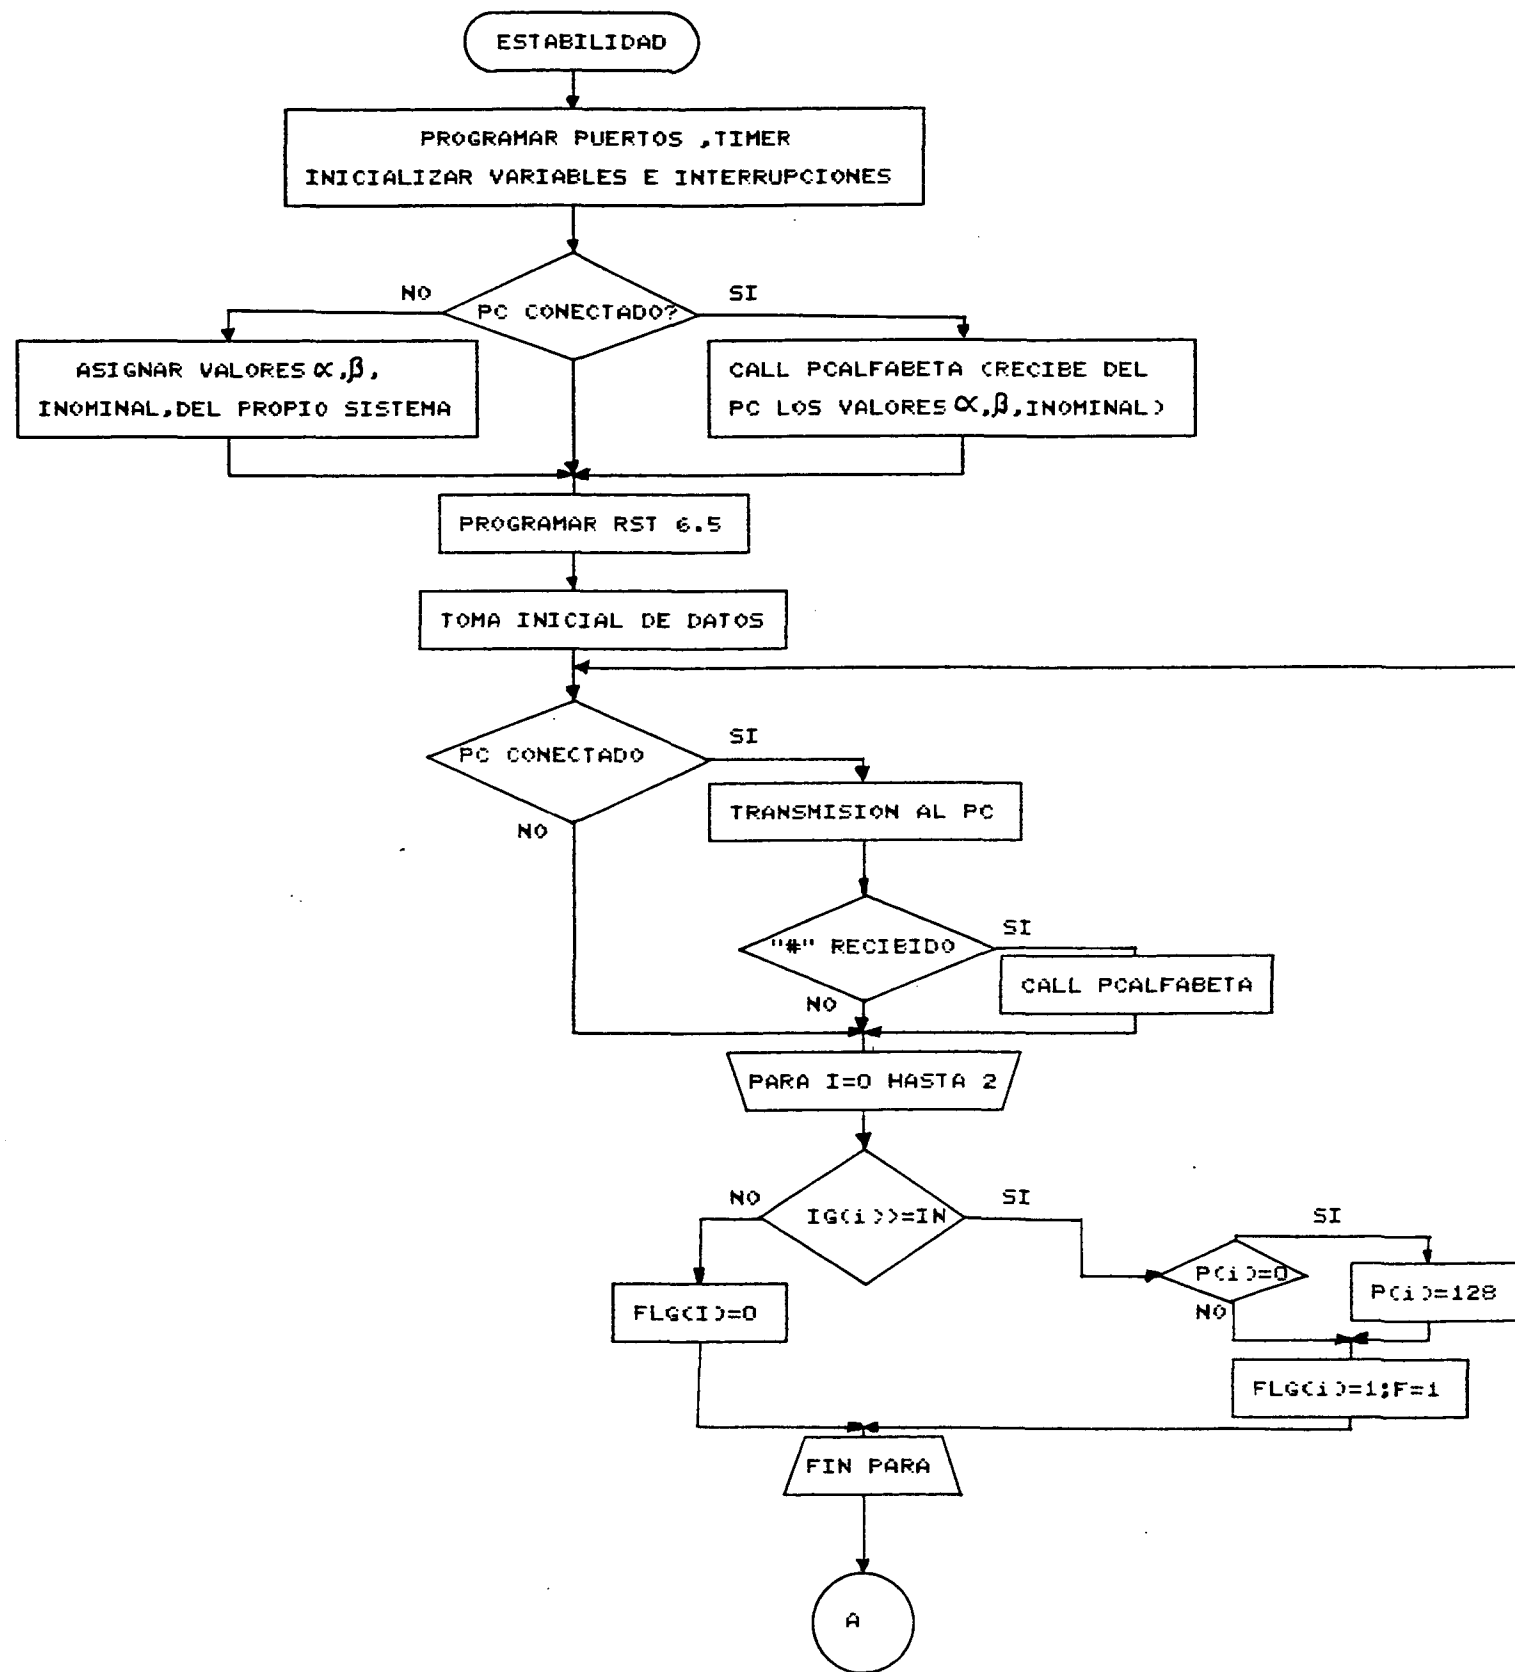 ESTABILIDAD
PROGRAMAR PUERTOS ,TIMER
INICIALIZAR VARIABLES E INTERRUPCIONES
NO
PC CONECTADO?
SI
ASIGNAR VALORES α,β,
INOMINAL,DEL PROPIO SISTEMA
CALL PCALFABETA (RECIBE DEL
PC LOS VALORES α,β,INOMINAL)
PROGRAMAR RST 6.5
TOMA INICIAL DE DATOS
PC CONECTADO
SI
NO
TRANSMISION AL PC
"#" RECIBIDO
SI
NO
CALL PCALFABETA
PARA I=0 HASTA 2
NO
IG(i)>=IN
SI
SI
P(i)=0
NO
P(i)=128
FLG(I)=0
FLG(i)=1;F=1
FIN PARA
A